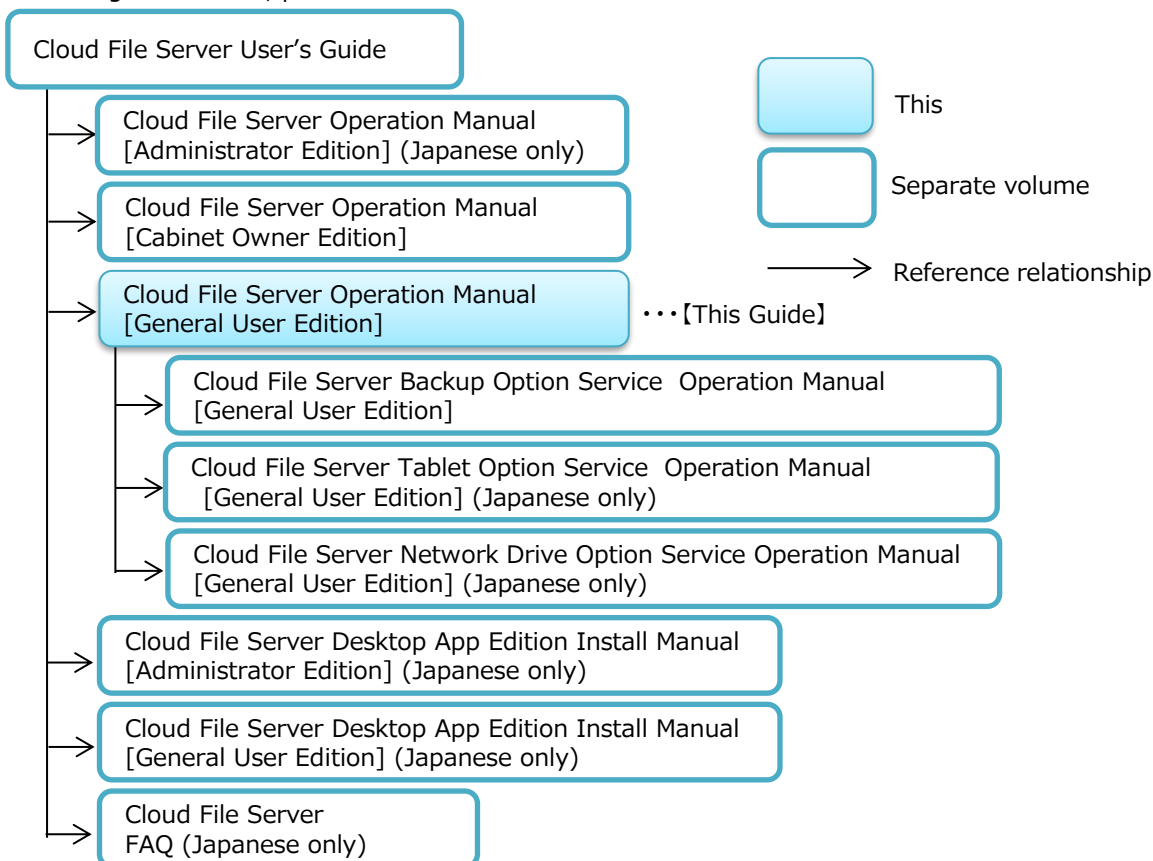 Cloud File Server User’s Guide
Cloud File Server Operation Manual
[Administrator Edition] (Japanese only)
This
Separate volume
Cloud File Server Operation Manual
[Cabinet Owner Edition]
Reference relationship
Cloud File Server Operation Manual
[General User Edition]
・・・【This Guide】
Cloud File Server Backup Option Service Operation Manual
[General User Edition]
Cloud File Server Tablet Option Service Operation Manual
[General User Edition] (Japanese only)
Cloud File Server Network Drive Option Service Operation Manual
[General User Edition] (Japanese only)
Cloud File Server Desktop App Edition Install Manual
[Administrator Edition] (Japanese only)
Cloud File Server Desktop App Edition Install Manual
[General User Edition] (Japanese only)
Cloud File Server
FAQ (Japanese only)